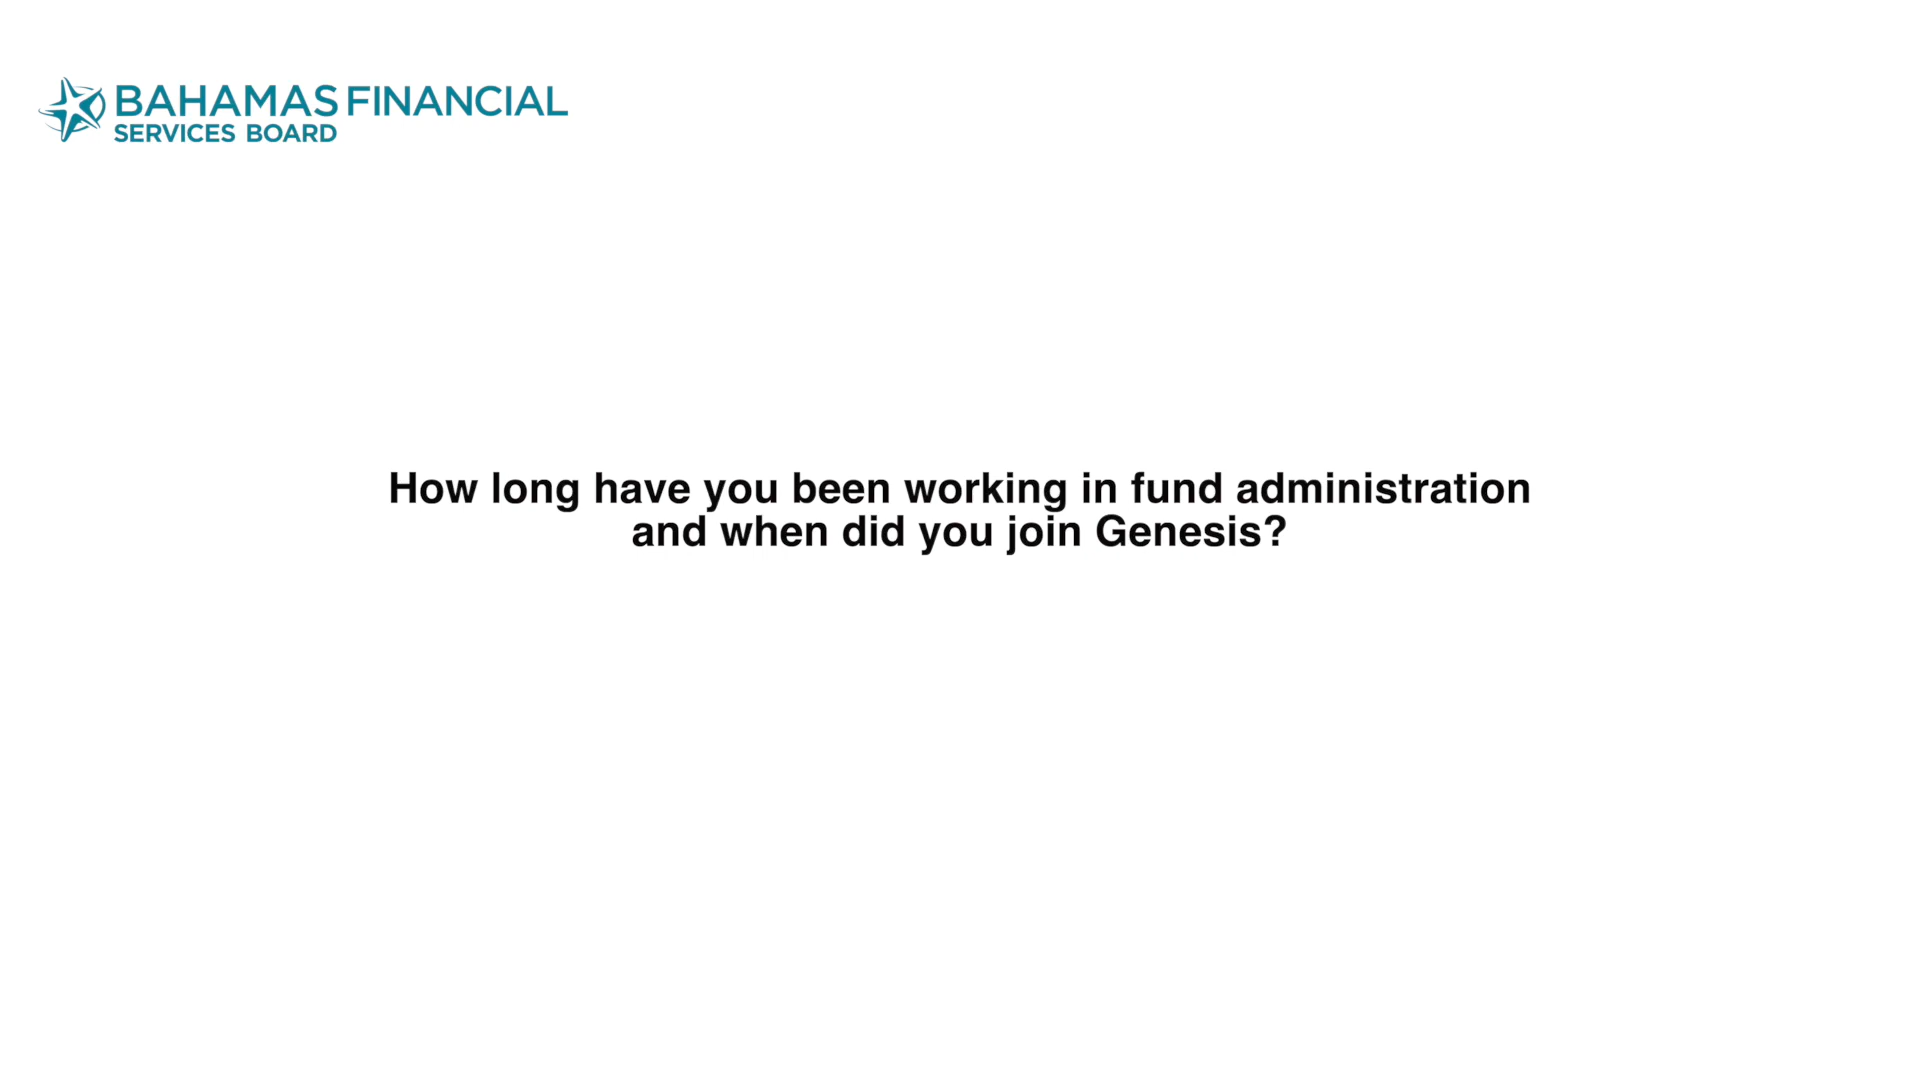 BAHAMAS FINANCIAL
SERVICES BOARD
How long have you been working in fund administration
and when did you join Genesis?